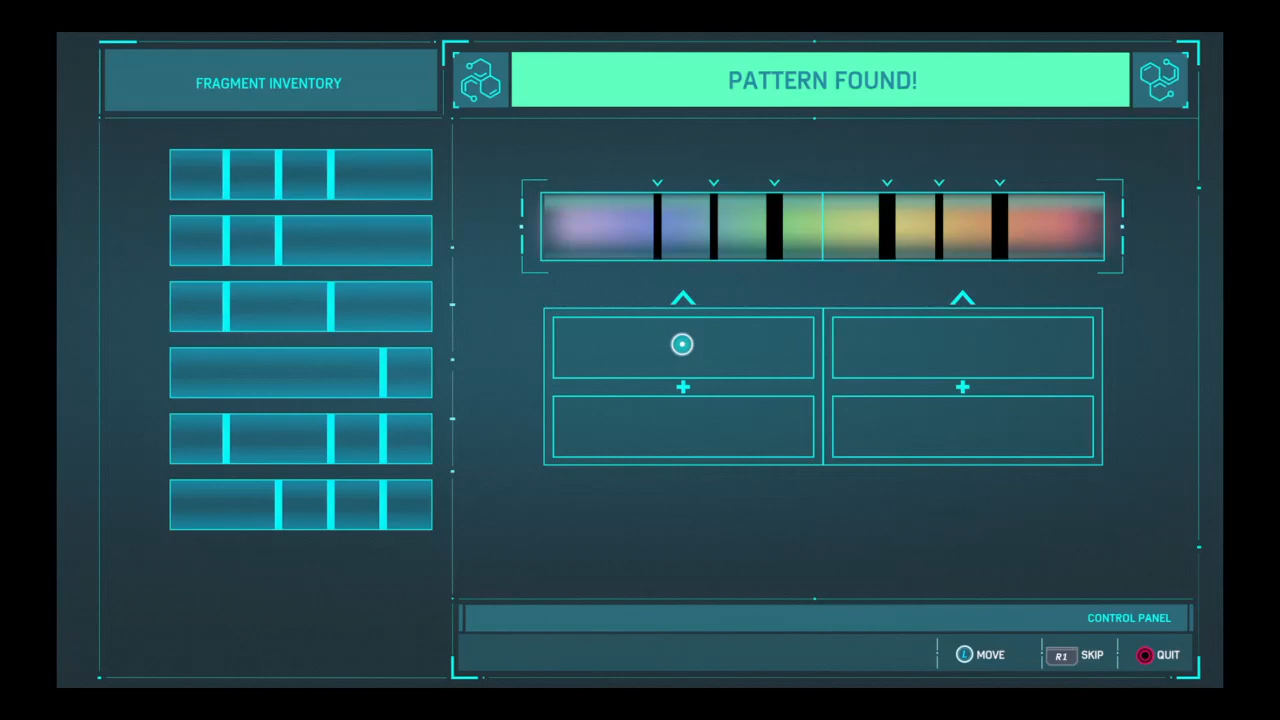 FRAGMENT INVENTORY
PATTERN FOUND!
CONTROL PANEL
L MOVE
R1 SKIP
QUIT